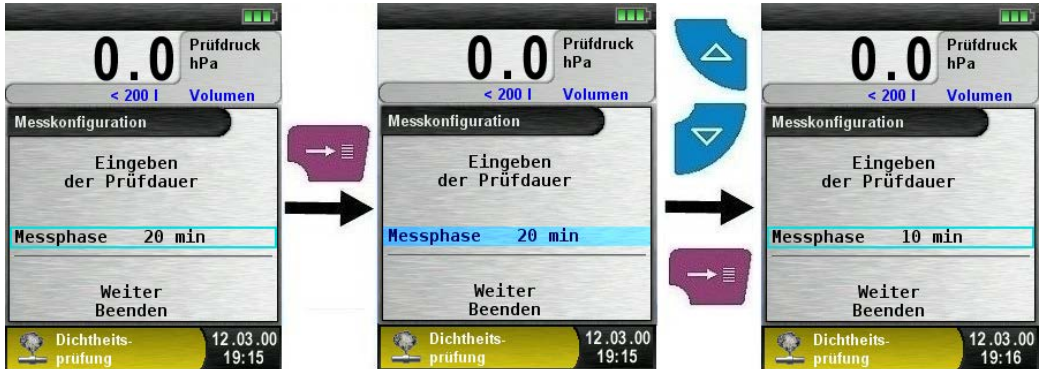 0.0
Prüfdruck
hPa
< 200 l Volumen
Messkonfiguration
Eingeben
der Prüfdauer
Messphase 20 min
Weiter
Beenden
Dichtheits-
prüfung
12.03.00
19:15
0.0
Prüfdruck
hPa
< 200 l Volumen
Messkonfiguration
Eingeben
der Prüfdauer
Messphase 20 min
Weiter
Beenden
Dichtheits-
prüfung
12.03.00
19:15
0.0
Prüfdruck
hPa
< 200 l Volumen
Messkonfiguration
Eingeben
der Prüfdauer
Messphase 10 min
Weiter
Beenden
Dichtheits-
prüfung
12.03.00
19:16